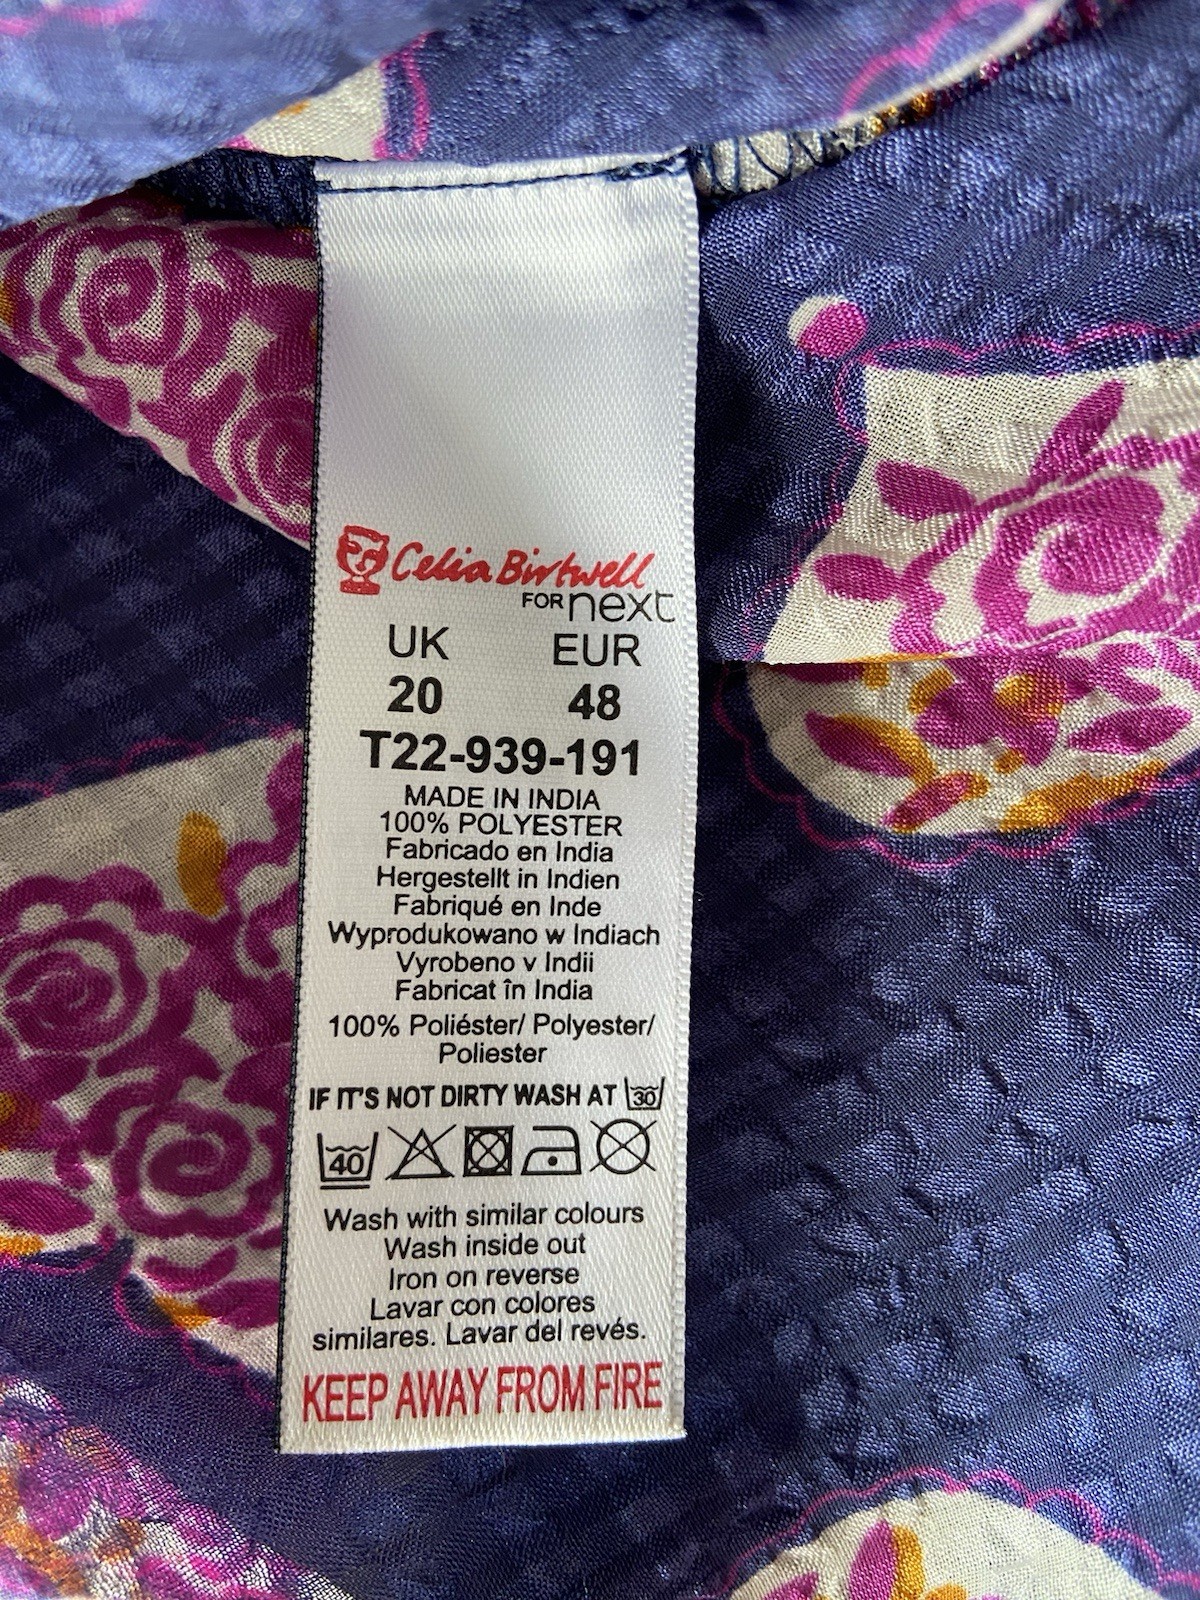 Celia Birtwell
FOR next
UK EUR
20 48
T22-939-191
MADE IN INDIA
100% POLYESTER
Fabricado en India
Hergestellt in Indien
Fabriqué en Inde
Wyprodukowano w Indiach
Vyrobeno v Indii
Fabricat în India
100% Poliéster/ Polyester/
Poliester
IF IT'S NOT DIRTY WASH AT 30
40
Wash with similar colours
Wash inside out
Iron on reverse
Lavar con colores
similares. Lavar del revés.
KEEP AWAY FROM FIRE